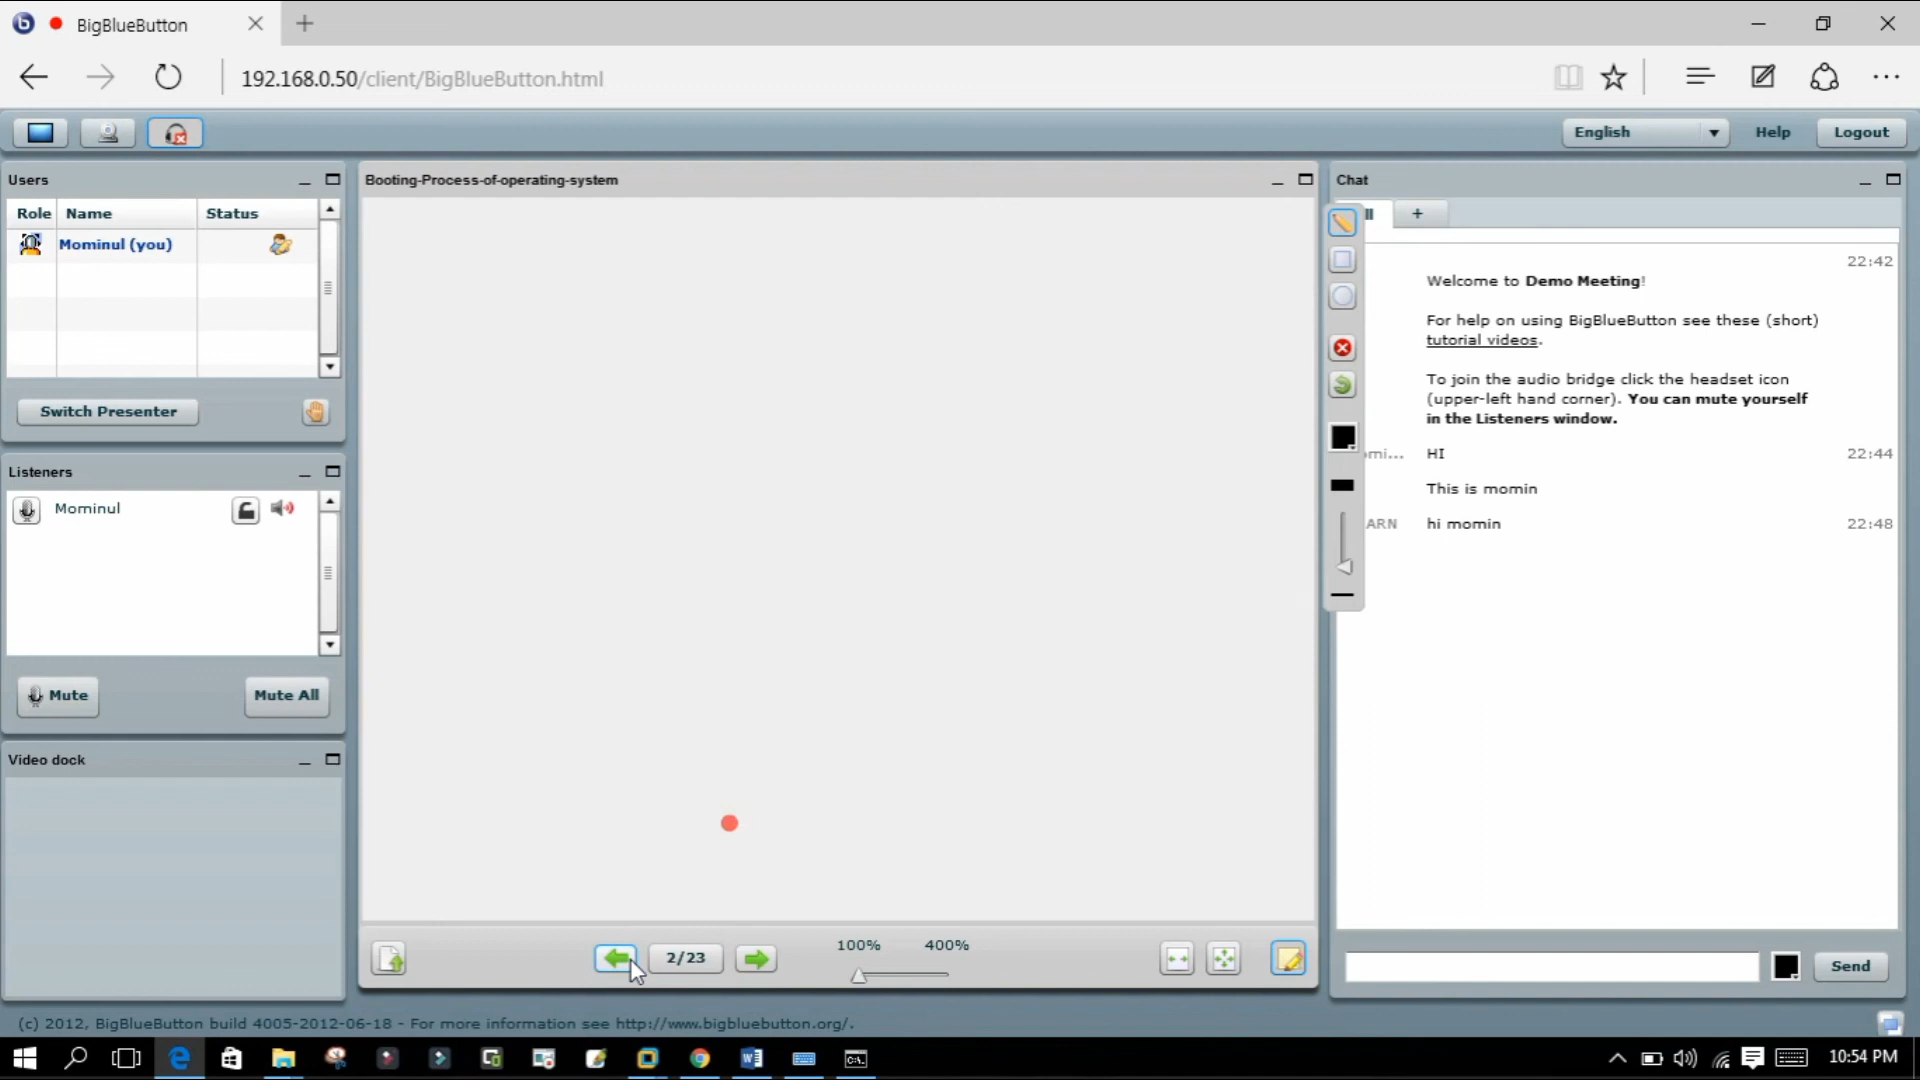 BigBlueButton
192.168.0.50/client/BigBlueButton.html
English
Help
Logout
Users
Role Name Status
Mominul (you)
Switch Presenter
Listeners
Mominul
Mute
Mute All
Video dock
Booting-Process-of-operating-system
2/23
100% 400%
Chat
+
22:42
Welcome to Demo Meeting!
For help on using BigBlueButton see these (short)
tutorial videos.
To join the audio bridge click the headset icon
(upper-left hand corner). You can mute yourself
in the Listeners window.
omi... HI 22:44
This is momin
ARN hi momin 22:48
Send
(c) 2012, BigBlueButton build 4005-2012-06-18 - For more information see http://www.bigbluebutton.org/.
10:54 PM